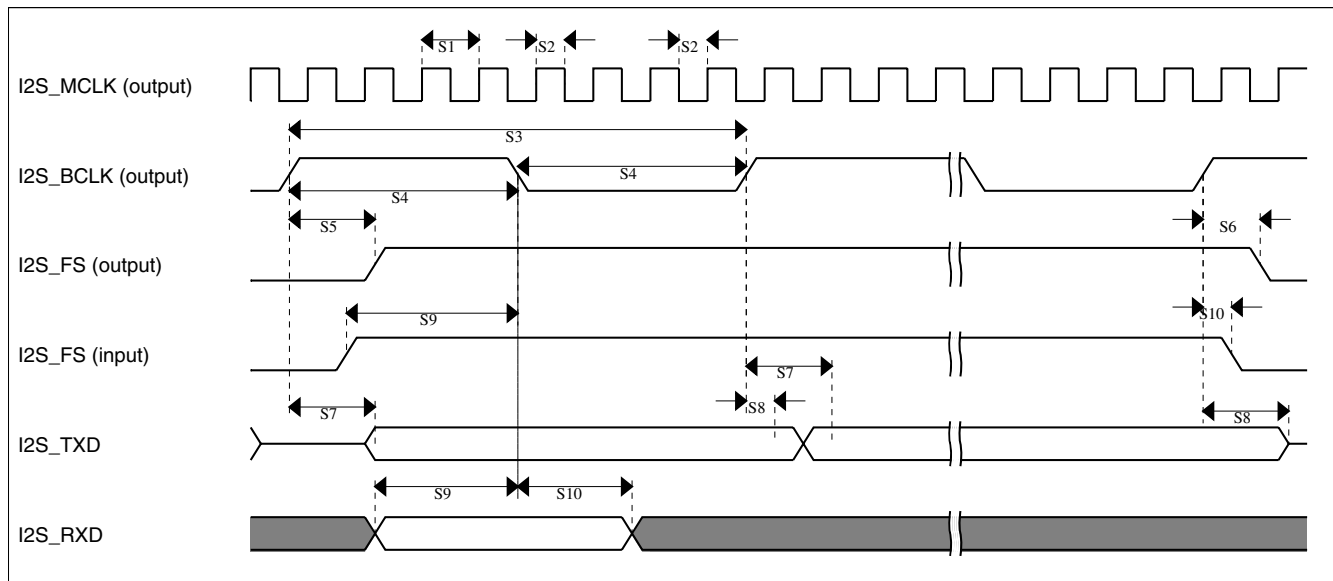 S1
S2
S2
I2S_MCLK (output)
S3
I2S_BCLK (output)
S4
S4
S5
S6
I2S_FS (output)
S9
S10
I2S_FS (input)
S7
S7
S8
S8
I2S_TXD
S9
S10
I2S_RXD